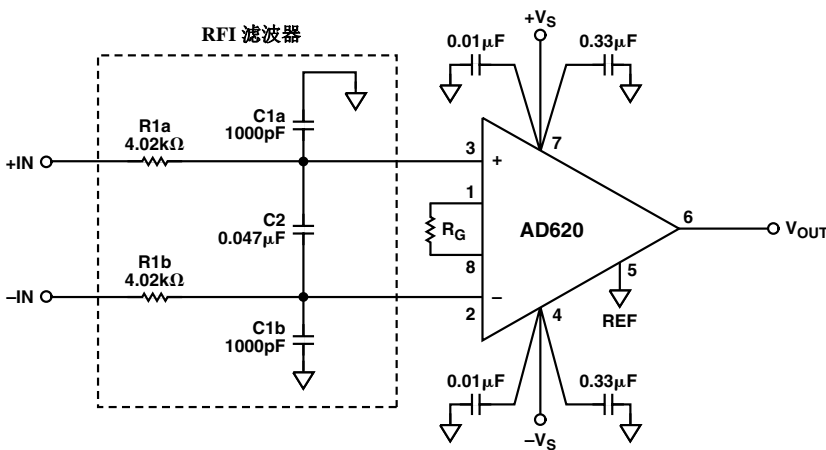 RFI 滤波器
+VS
0.01μF
0.33μF
R1a
4.02kΩ
C1a
1000pF
+IN
3
+
7
1
C2
0.047μF
RG
AD620
6
VOUT
8
R1b
4.02kΩ
–IN
–
2
5
REF
4
C1b
1000pF
0.01μF
0.33μF
–VS